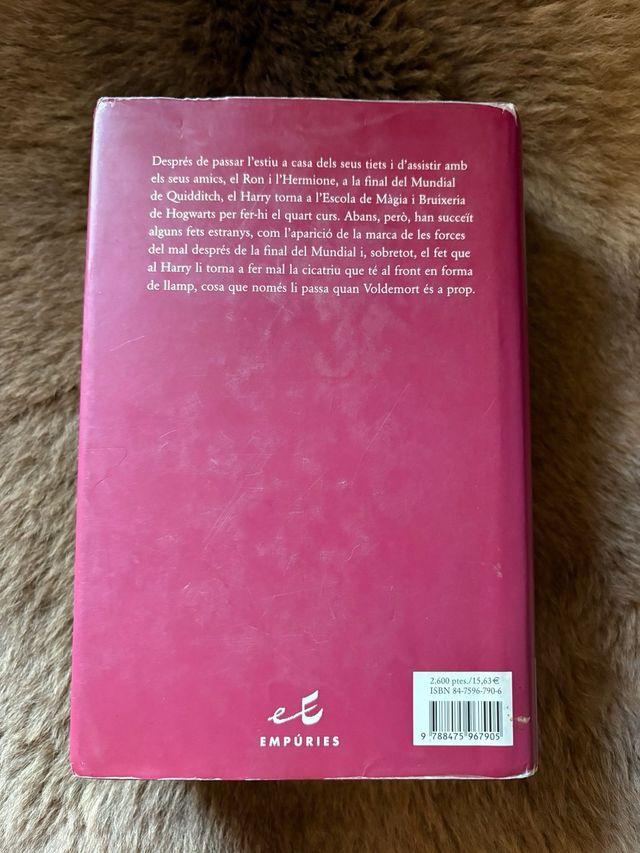 Després de passar l'estiu a casa dels seus tiets i d'assistir amb
els seus amics, el Ron i l'Hermione, a la final del Mundial
de Quidditch, el Harry torna a l'Escola de Màgia i Bruixeria
de Hogwarts per fer-hi el quart curs. Abans, però, han succeït
alguns fets estranys, com l'aparició de la marca de les forces
del mal després de la final del Mundial i, sobretot, el fet que
al Harry li torna a fer mal la cicatriu que té al front en forma
de llamp, cosa que només li passa quan Voldemort és a prop.
2.600 ptes./15,63 €
ISBN 84-7596-790-6
9 788475 967905
eE
EMPÚRIES